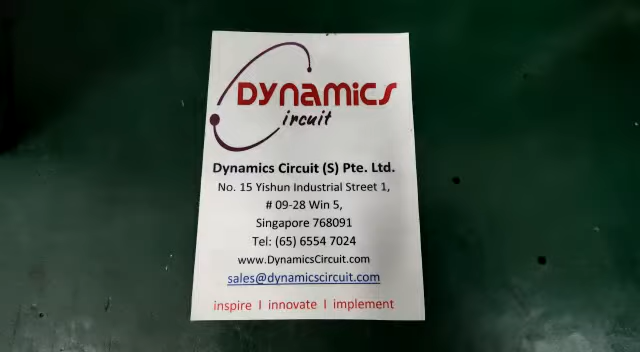 DYNAMICS
ircuit
Dynamics Circuit (S) Pte. Ltd.
No. 15 Yishun Industrial Street 1,
# 09-28 Win 5,
Singapore 768091
Tel: (65) 6554 7024
www.DynamicsCircuit.com
sales@dynamicscircuit.com
inspire I innovate I implement